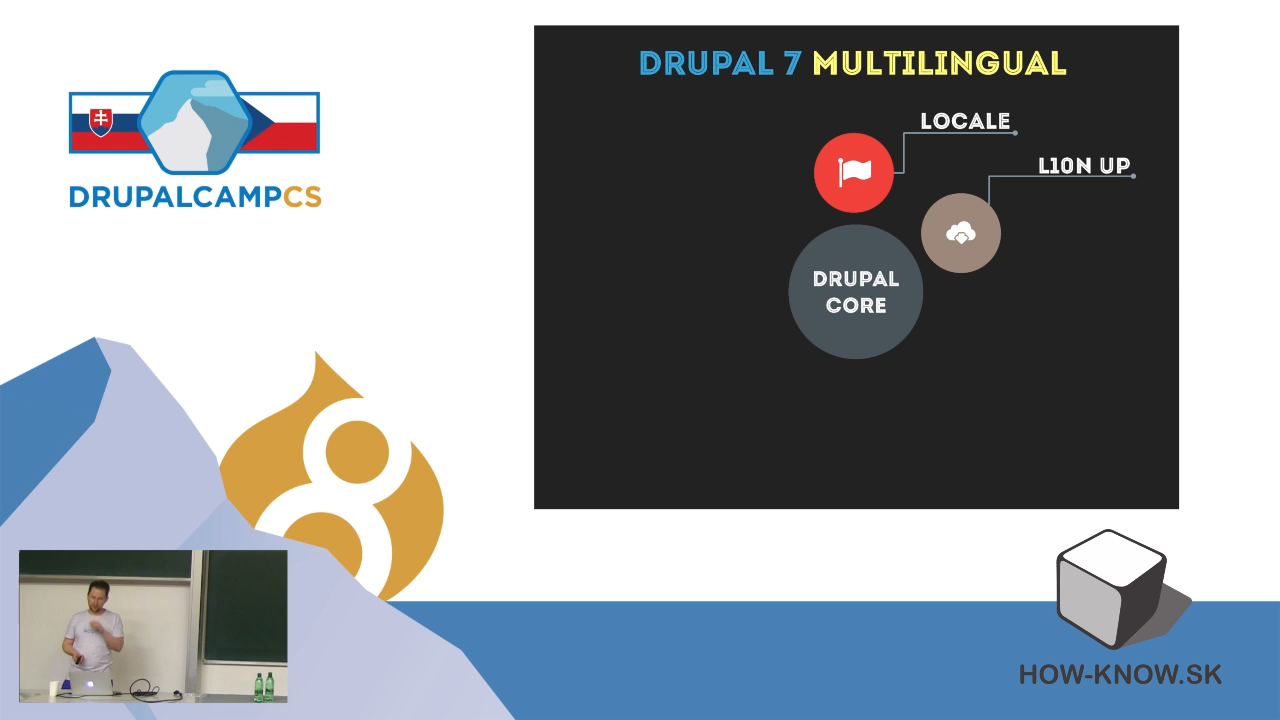 DRUPALCAMPCS
DRUPAL 7 MULTILINGUAL
LOCALE
L10N UP
DRUPAL
CORE
HOW-KNOW.SK